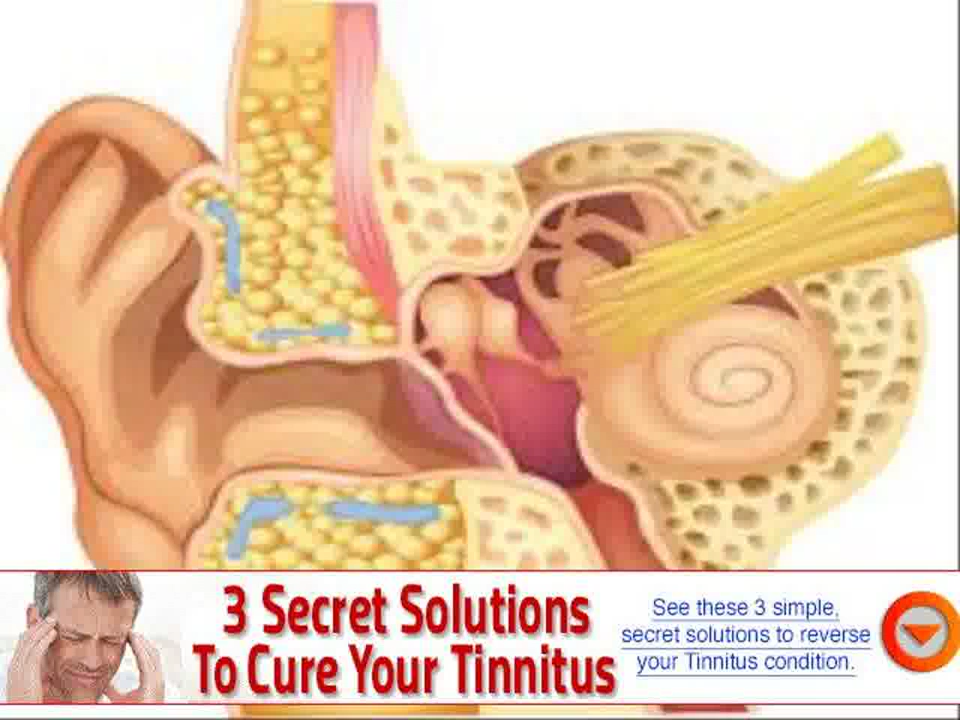 3 Secret Solutions
To Cure Your Tinnitus
See these 3 simple,
secret solutions to reverse
your Tinnitus condition.